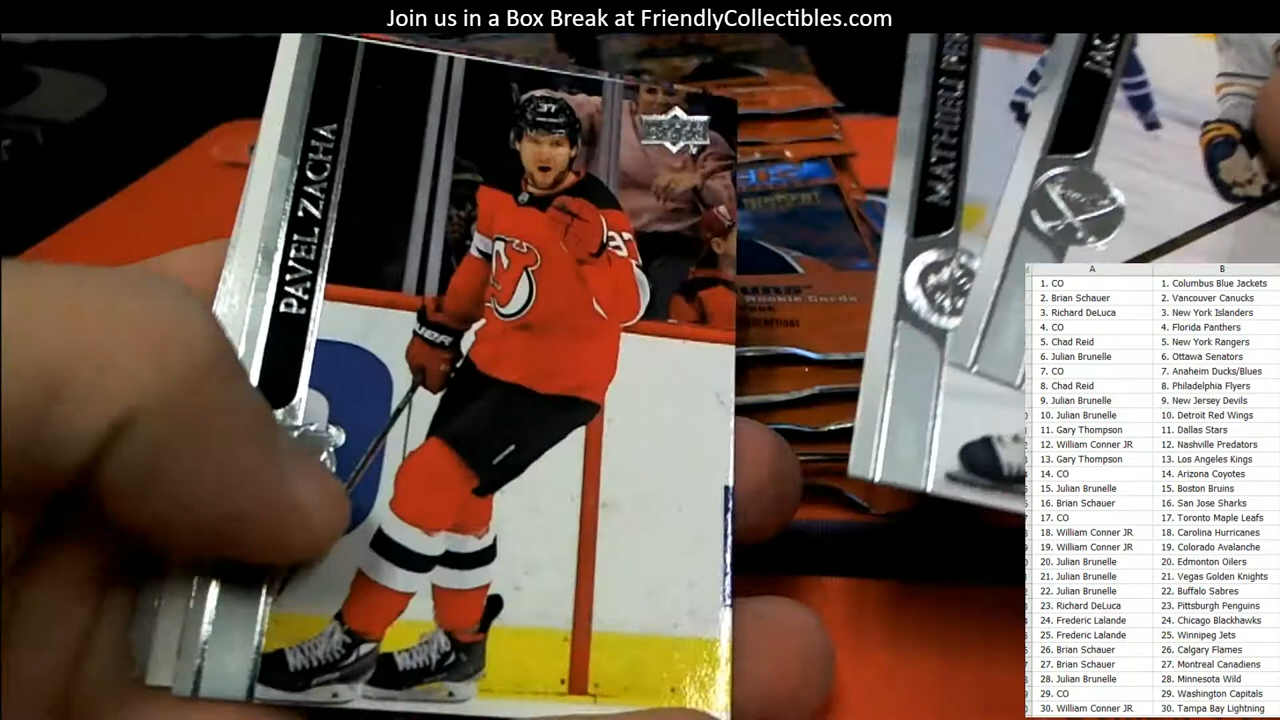 Join us in a Box Break at FriendlyCollectibles.com
PAVEL ZACHA
37
97
BAUER
MATHIEU
A B
1. CO 1. Columbus Blue Jackets
2. Brian Schauer 2. Vancouver Canucks
3. Richard DeLuca 3. New York Islanders
4. CO 4. Florida Panthers
5. Chad Reid 5. New York Rangers
6. Julian Brunelle 6. Ottawa Senators
7. CO 7. Anaheim Ducks/Blues
8. Chad Reid 8. Philadelphia Flyers
9. Julian Brunelle 9. New Jersey Devils
10. Julian Brunelle 10. Detroit Red Wings
11. Gary Thompson 11. Dallas Stars
12. William Conner JR 12. Nashville Predators
13. Gary Thompson 13. Los Angeles Kings
14. CO 14. Arizona Coyotes
15. Julian Brunelle 15. Boston Bruins
16. Brian Schauer 16. San Jose Sharks
17. CO 17. Toronto Maple Leafs
18. William Conner JR 18. Carolina Hurricanes
19. William Conner JR 19. Colorado Avalanche
20. Julian Brunelle 20. Edmonton Oilers
21. Julian Brunelle 21. Vegas Golden Knights
22. Julian Brunelle 22. Buffalo Sabres
23. Richard DeLuca 23. Pittsburgh Penguins
24. Frederic Lalande 24. Chicago Blackhawks
25. Frederic Lalande 25. Winnipeg Jets
26. Brian Schauer 26. Calgary Flames
27. Brian Schauer 27. Montreal Canadiens
28. Julian Brunelle 28. Minnesota Wild
29. CO 29. Washington Capitals
30. William Conner JR 30. Tampa Bay Lightning